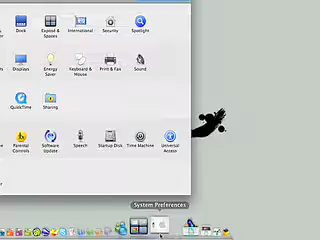 Dock Exposé & Spaces International Security Spotlight
Displays Energy Saver Keyboard & Mouse Print & Fax Sound
QuickTime Sharing
Parental Controls Software Update Speech Startup Disk Time Machine Universal Access
System Preferences